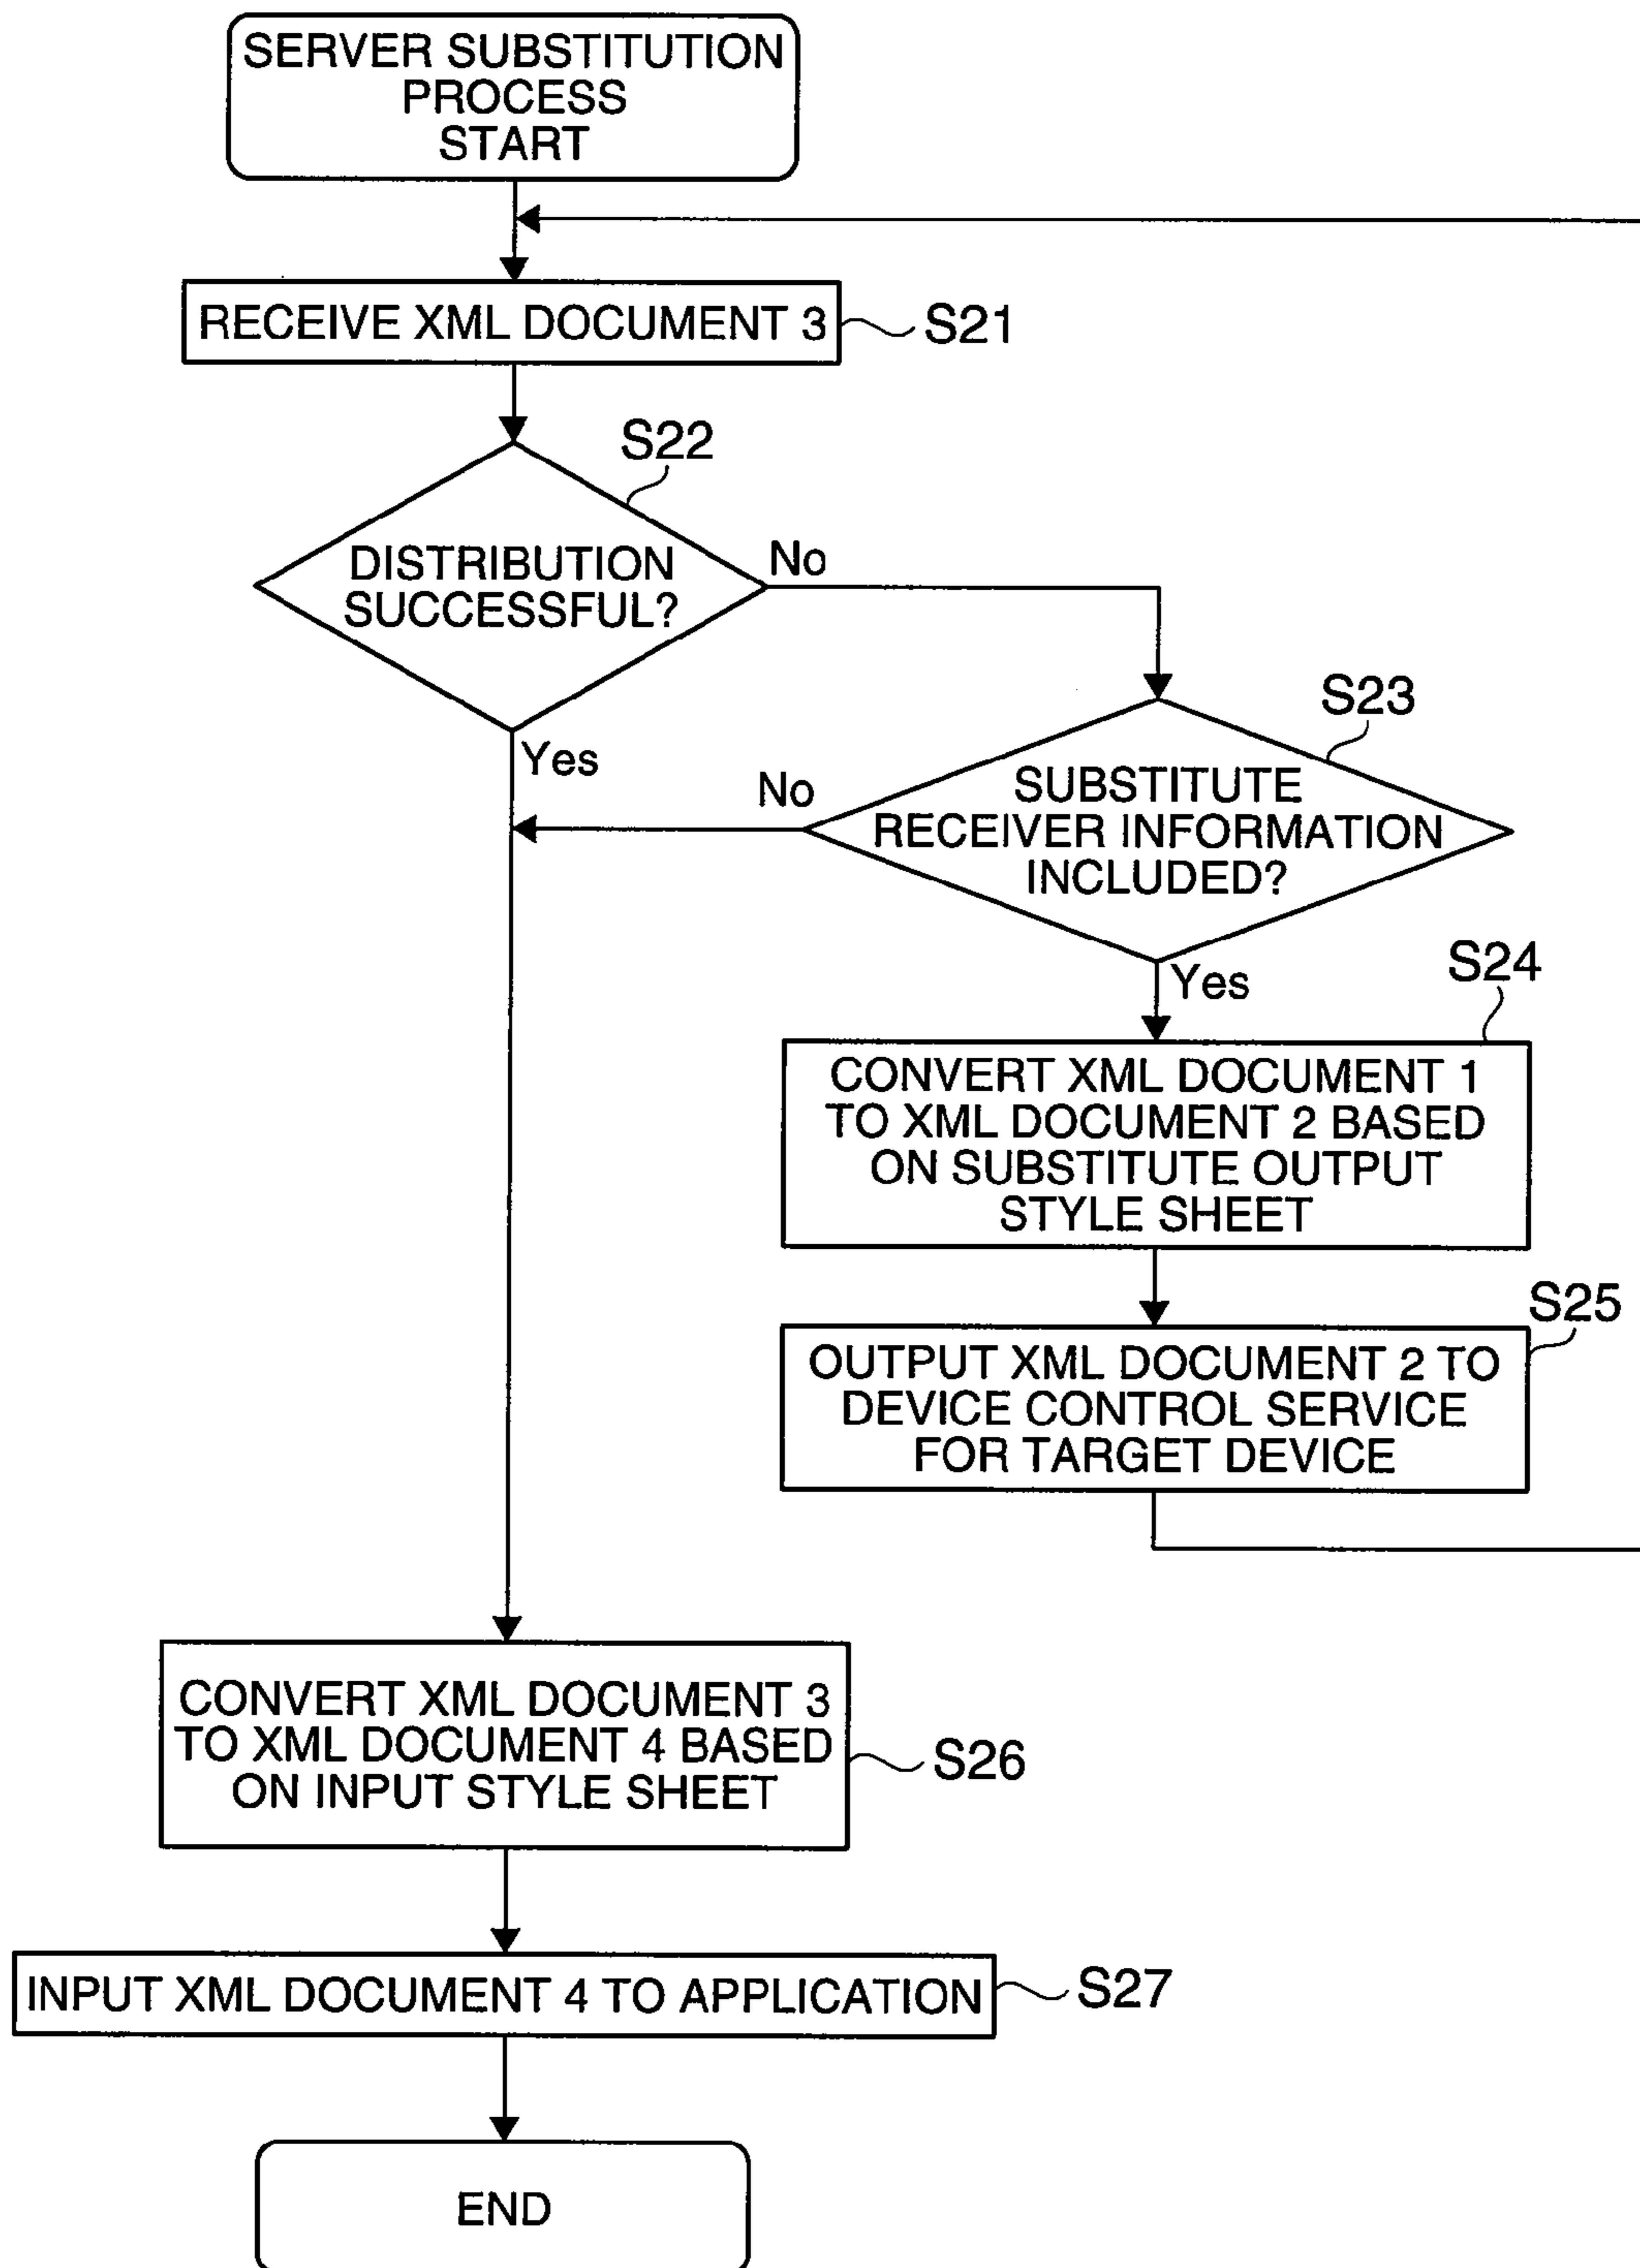 SERVER SUBSTITUTION
PROCESS
START
RECEIVE XML DOCUMENT 3
S21
S22
DISTRIBUTION
SUCCESSFUL?
No
Yes
S23
No
SUBSTITUTE
RECEIVER INFORMATION
INCLUDED?
Yes
S24
CONVERT XML DOCUMENT 1
TO XML DOCUMENT 2 BASED
ON SUBSTITUTE OUTPUT
STYLE SHEET
S25
OUTPUT XML DOCUMENT 2 TO
DEVICE CONTROL SERVICE
FOR TARGET DEVICE
CONVERT XML DOCUMENT 3
TO XML DOCUMENT 4 BASED
ON INPUT STYLE SHEET
S26
INPUT XML DOCUMENT 4 TO APPLICATION
S27
END